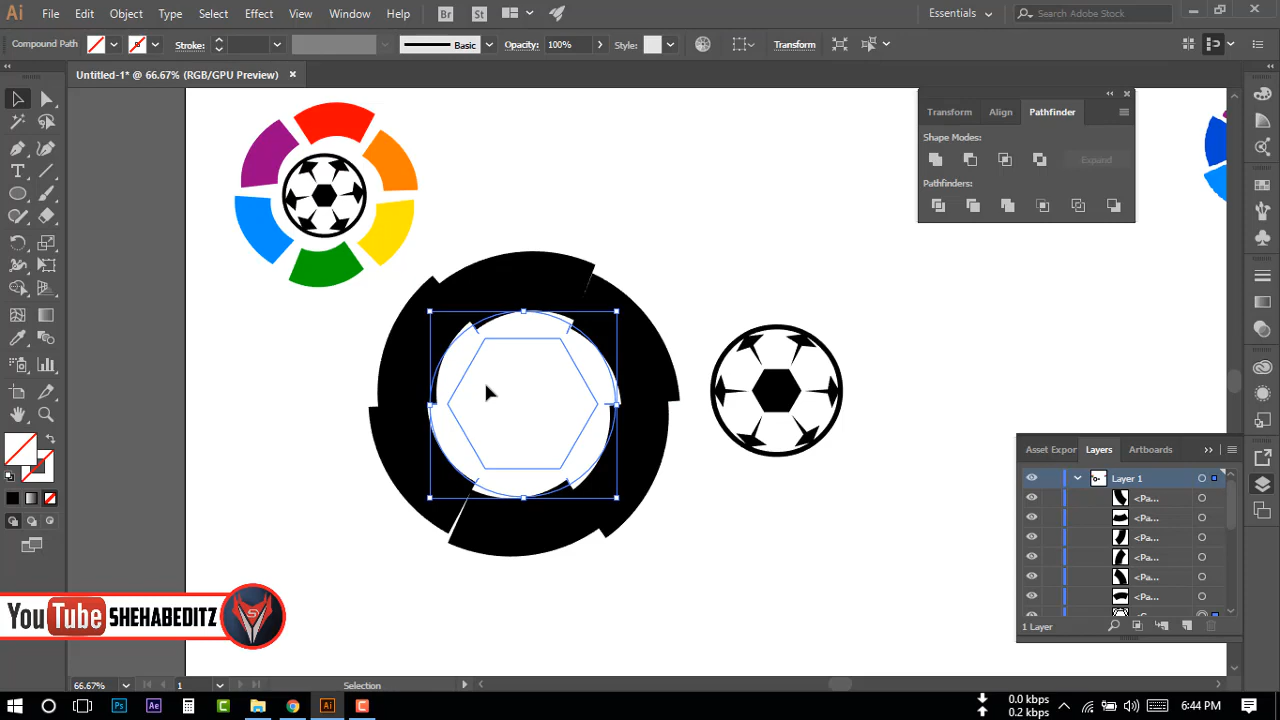 Ai File Edit Object Type Select Effect View Window Help Br St Essentials Search Adobe Stock
Compound Path Stroke: Basic Opacity: 100% Style: Transform
Untitled-1* @ 66.67% (RGB/GPU Preview)
Transform Align Pathfinder
Shape Modes:
Expand
Pathfinders:
Asset Expor Layers Artboards
Layer 1
<Pa...
<Pa...
<Pa...
<Pa...
<Pa...
<Pa...
1 Layer
YouTube SHEHABEDITZ
66.67% 1 Selection
Ps Ae C Ai C
0.0 kbps
0.2 kbps
6:44 PM